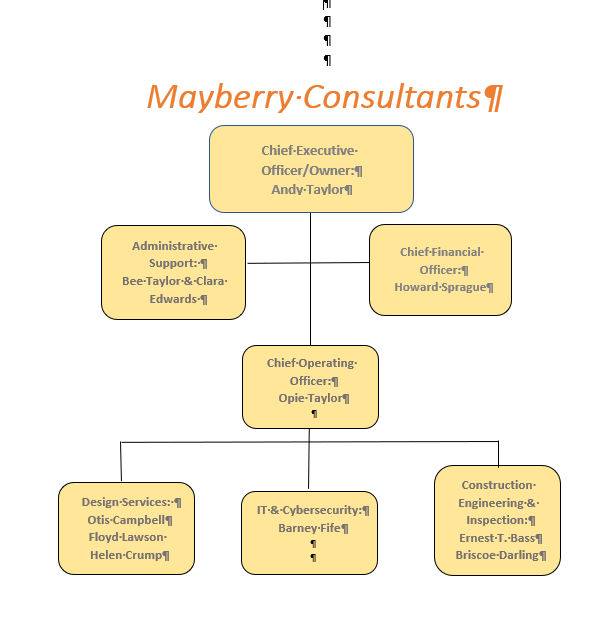 ¶
¶
¶
¶
Mayberry·Consultants¶
Chief·Executive·
Officer/Owner:¶
Andy·Taylor¶
Administrative·
Support:·¶
Bee·Taylor·&·Clara·
Edwards·¶
Chief·Financial·
Officer:¶
Howard·Sprague¶
Chief·Operating·
Officer:¶
Opie·Taylor¶
¶
Design·Services:·¶
Otis·Campbell¶
Floyd·Lawson·
Helen·Crump¶
IT·&·Cybersecurity:¶
Barney·Fife¶
¶
¶
Construction·
Engineering·&·
Inspection:¶
Ernest·T.·Bass¶
Briscoe·Darling¶